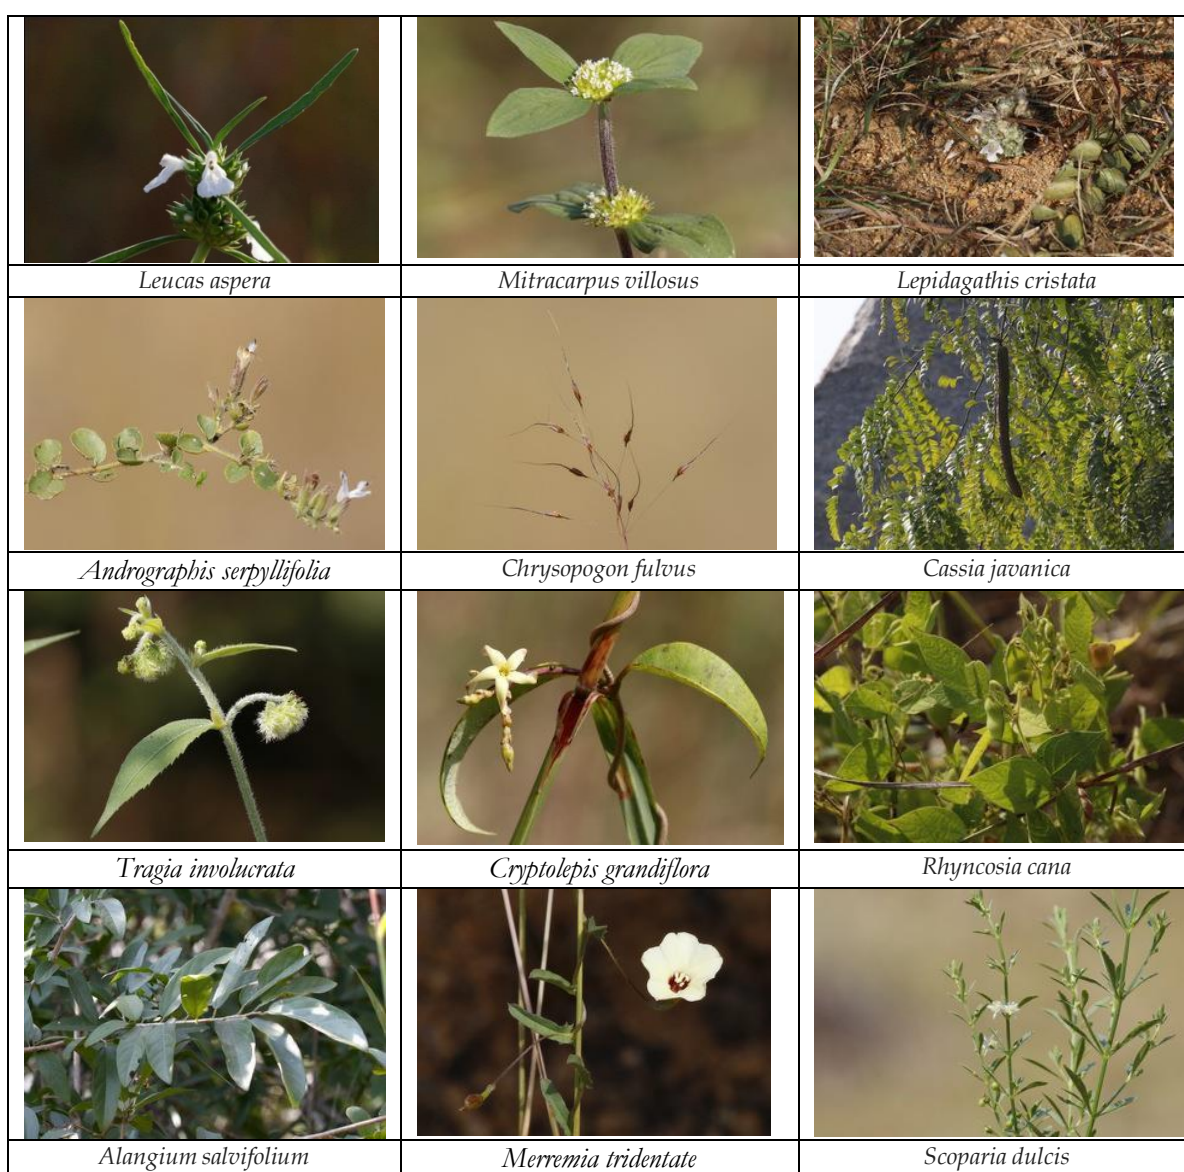 Leucas aspera
Mitracarpus villosus
Lepidagathis cristata
Andrographis serpyllifolia
Chrysopogon fulvus
Cassia javanica
Tragia involucrata
Cryptolepis grandiflora
Rhyncosia cana
Alangium salvifolium
Merremia tridentate
Scoparia dulcis